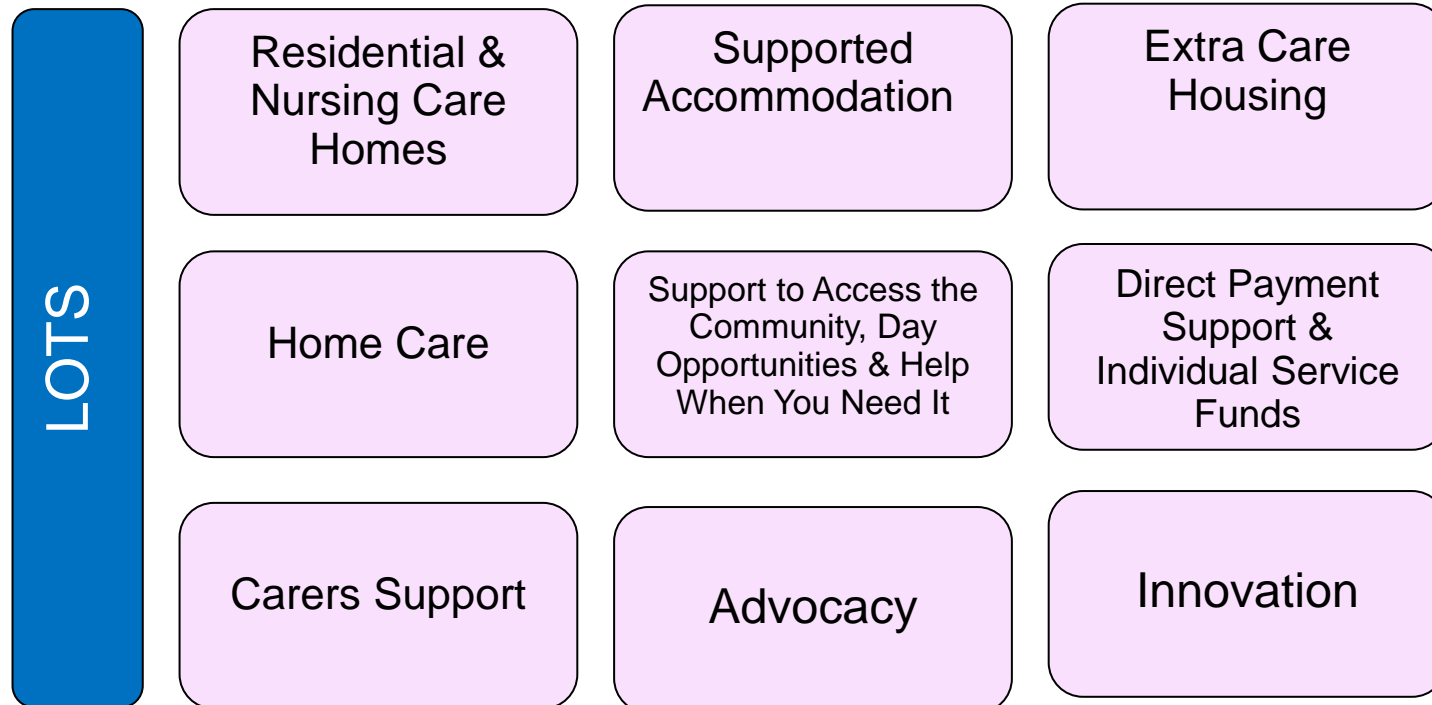 LOTS
Residential &
Nursing Care
Homes
Supported
Accommodation
Extra Care
Housing
Home Care
Support to Access the
Community, Day
Opportunities & Help
When You Need It
Direct Payment
Support &
Individual Service
Funds
Carers Support
Advocacy
Innovation